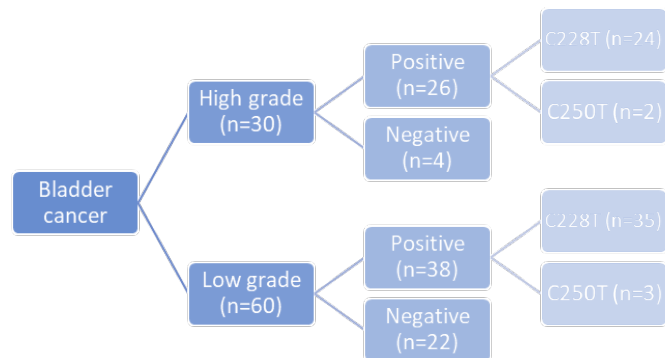 Bladder
cancer
High grade
(n=30)
Positive
(n=26)
C228T (n=24)
C250T (n=2)
Negative
(n=4)
Low grade
(n=60)
Positive
(n=38)
C228T (n=35)
C250T (n=3)
Negative
(n=22)